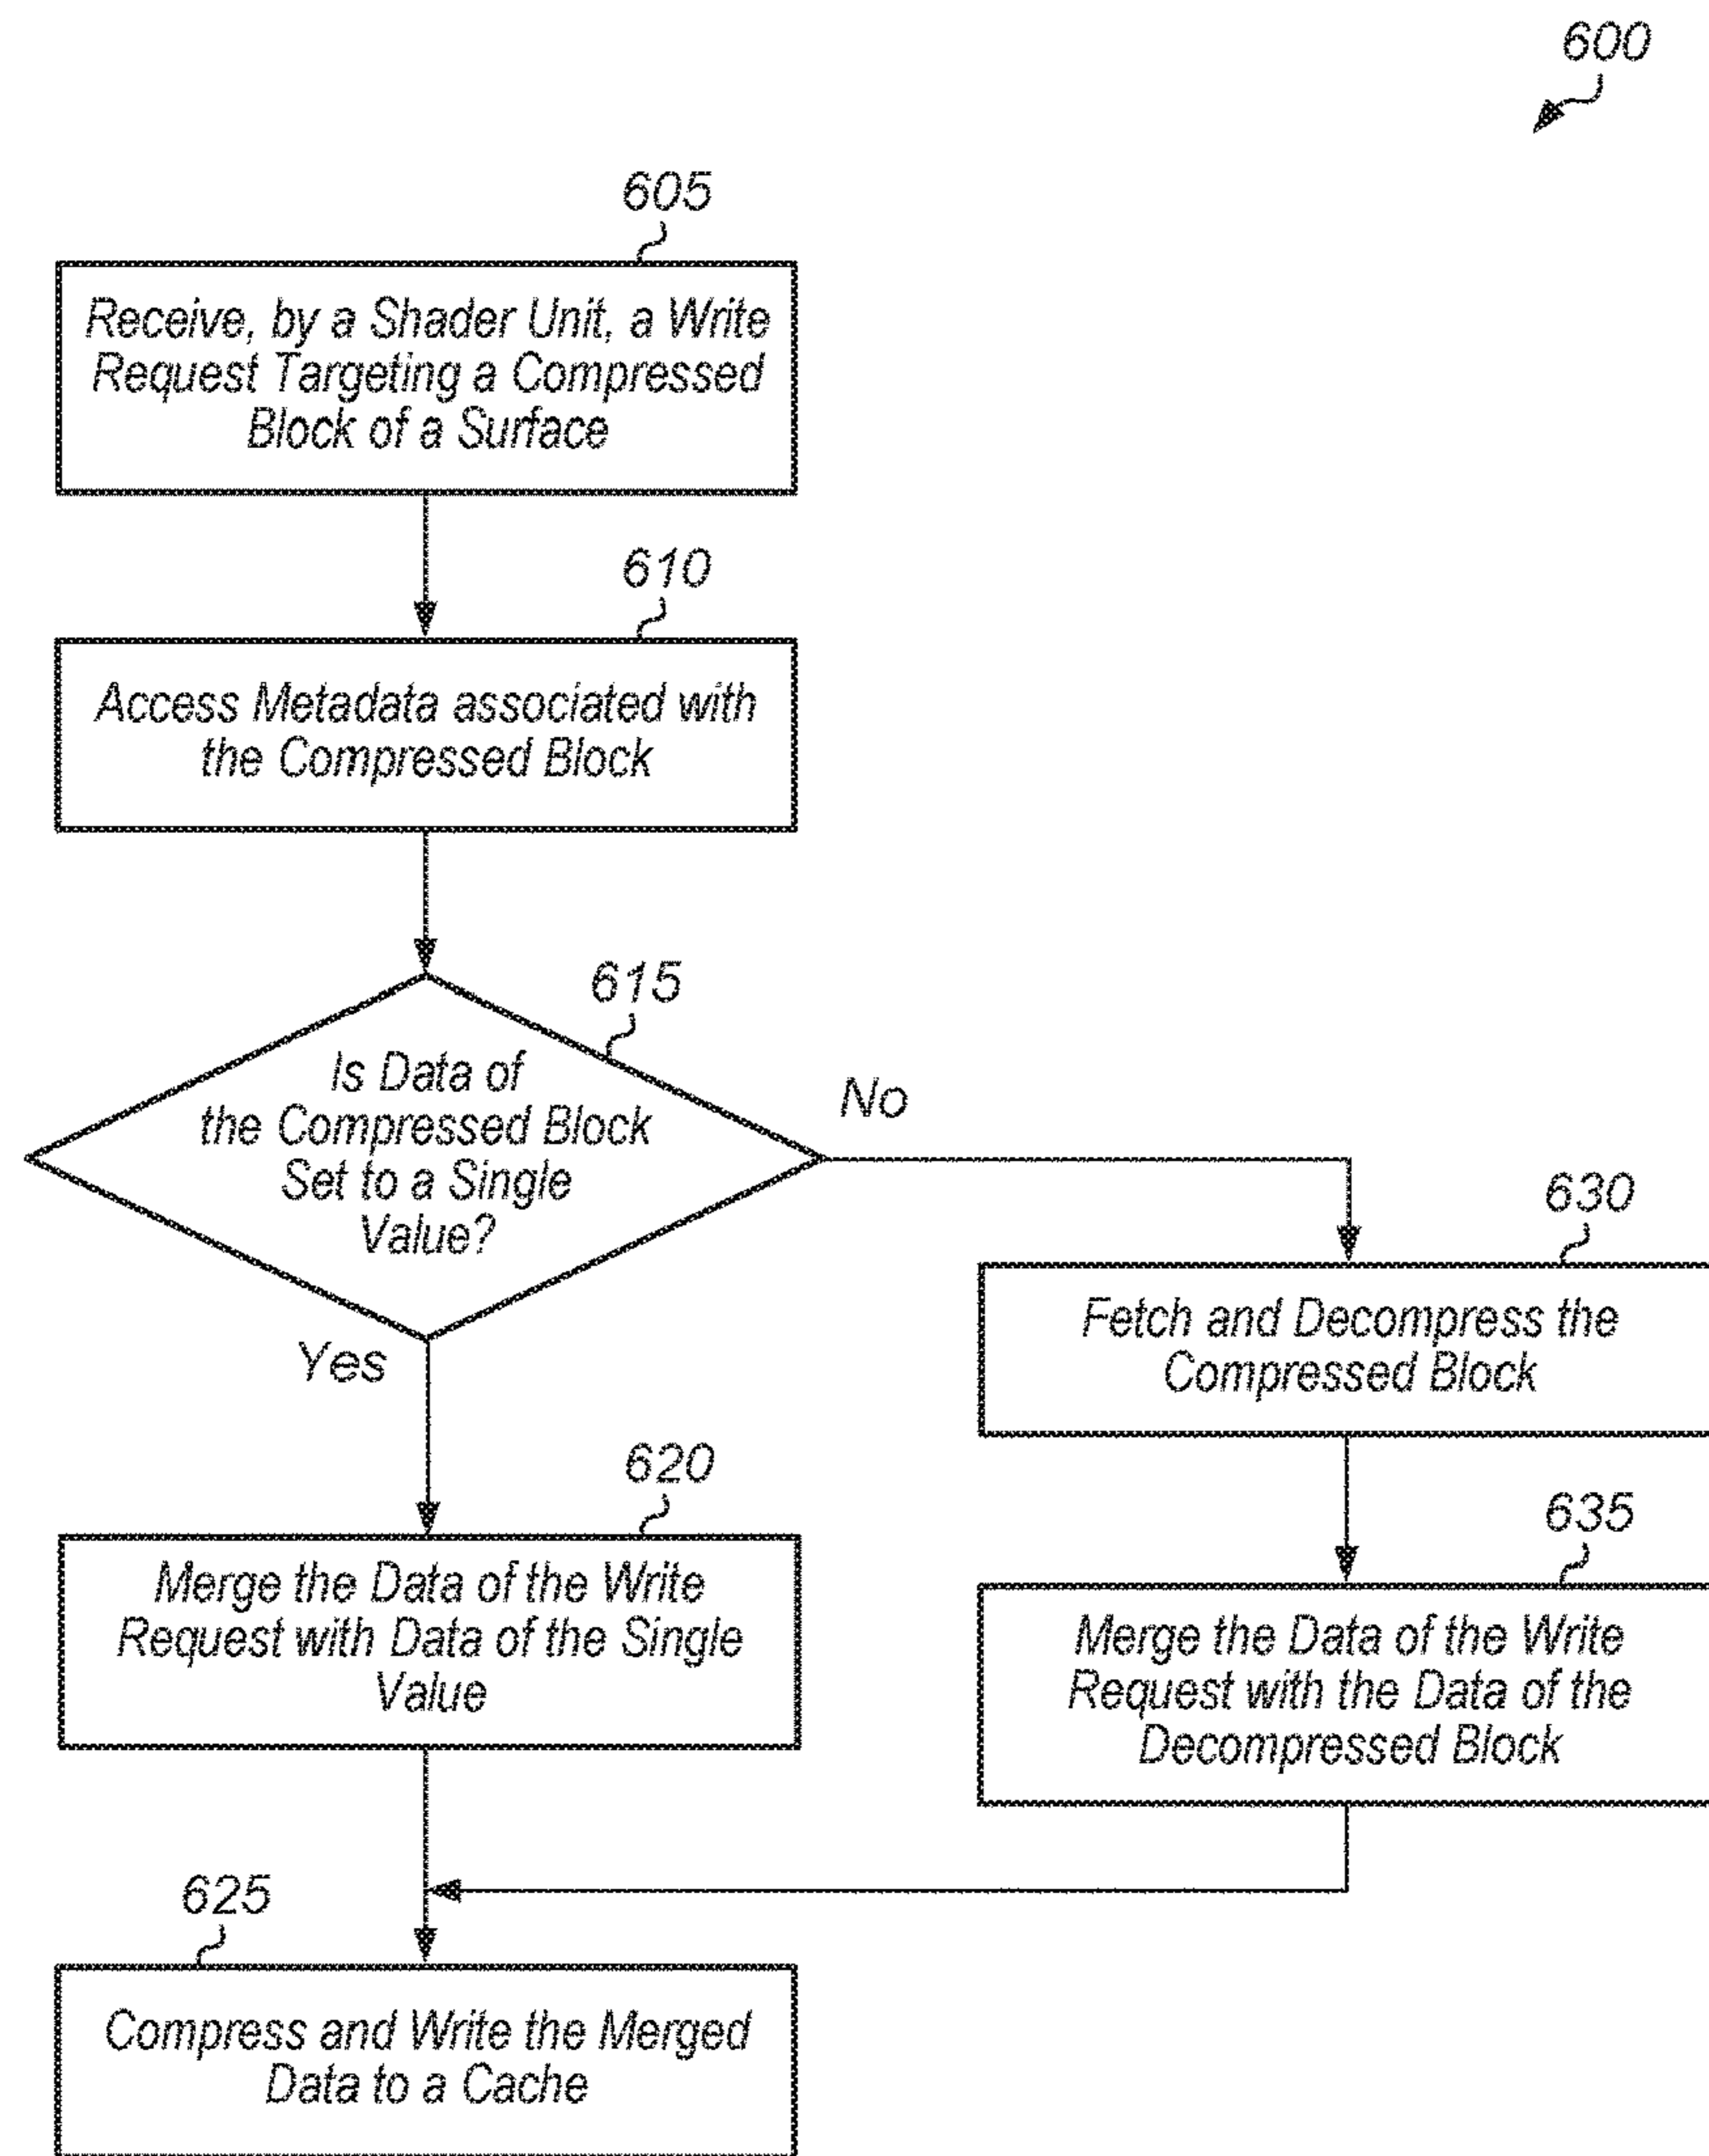 600
605
Receive, by a Shader Unit, a Write
Request Targeting a Compressed
Block of a Surface
610
Access Metadata associated with
the Compressed Block
615
Is Data of
the Compressed Block
Set to a Single
Value?
No
Yes
630
Fetch and Decompress the
Compressed Block
620
Merge the Data of the Write
Request with Data of the Single
Value
635
Merge the Data of the Write
Request with the Data of the
Decompressed Block
625
Compress and Write the Merged
Data to a Cache